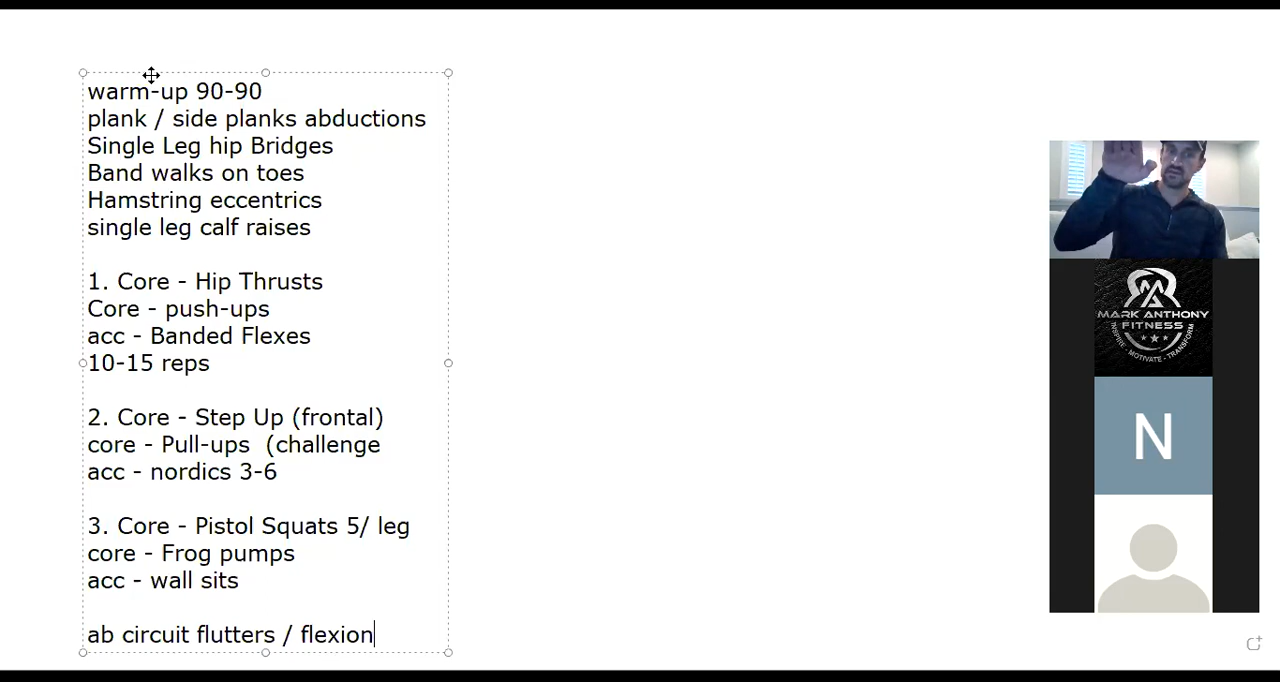 warm-up 90-90
plank / side planks abductions
Single Leg hip Bridges
Band walks on toes
Hamstring eccentrics
single leg calf raises
1. Core - Hip Thrusts
Core - push-ups
acc - Banded Flexes
10-15 reps
2. Core - Step Up (frontal)
core - Pull-ups  (challenge
acc - nordics 3-6
3. Core - Pistol Squats 5/ leg
core - Frog pumps
acc - wall sits
ab circuit flutters / flexion
MARK ANTHONY
FITNESS
INSPIRE - MOTIVATE - TRANSFORM
N